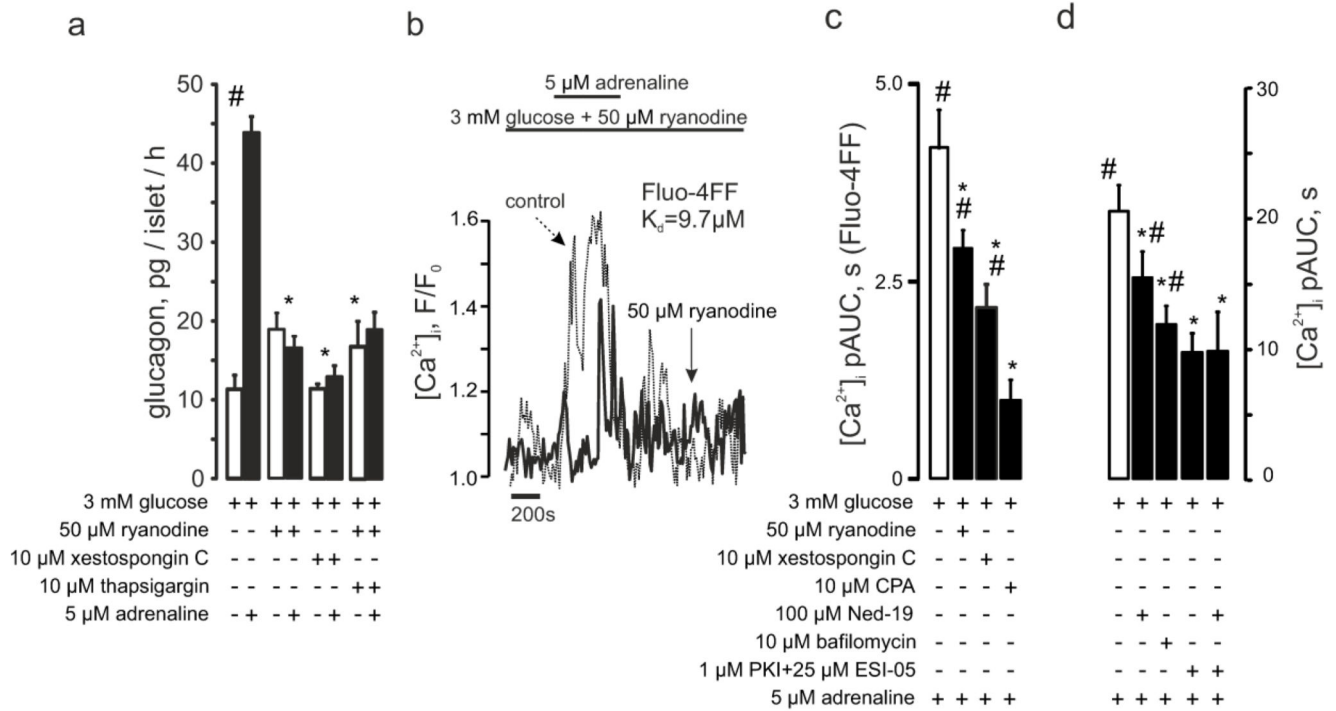 a
b
c
d
50
40
30
20
10
0
glucagon, pg / islet / h
#
*
*
*
5 µM adrenaline
3 mM glucose + 50 µM ryanodine
control
Fluo-4FF
Kd=9.7µM
50 µM ryanodine
1.6
1.4
1.2
1.0
[Ca2+]i, F/F0
200s
5.0
2.5
0
[Ca2+]i pAUC, s (Fluo-4FF)
#
*
#
*
#
*
#
*#
*#
*
*
30
20
10
0
[Ca2+]i pAUC, s
3 mM glucose + + + + + + + +
50 µM ryanodine - - + + - - + +
10 µM xestospongin C - - - - + + - -
10 µM thapsigargin - - - - - - + +
5 µM adrenaline - + - + - + - +
3 mM glucose + + + + + + + + +
50 µM ryanodine - + - - - - - - -
10 µM xestospongin C - - + - - - - - -
10 µM CPA - - - + - - - - -
100 µM Ned-19 - - - - - + - - +
10 µM bafilomycin - - - - - - + - -
1 µM PKI+25 µM ESI-05 - - - - - - - + +
5 µM adrenaline + + + + + + + + +